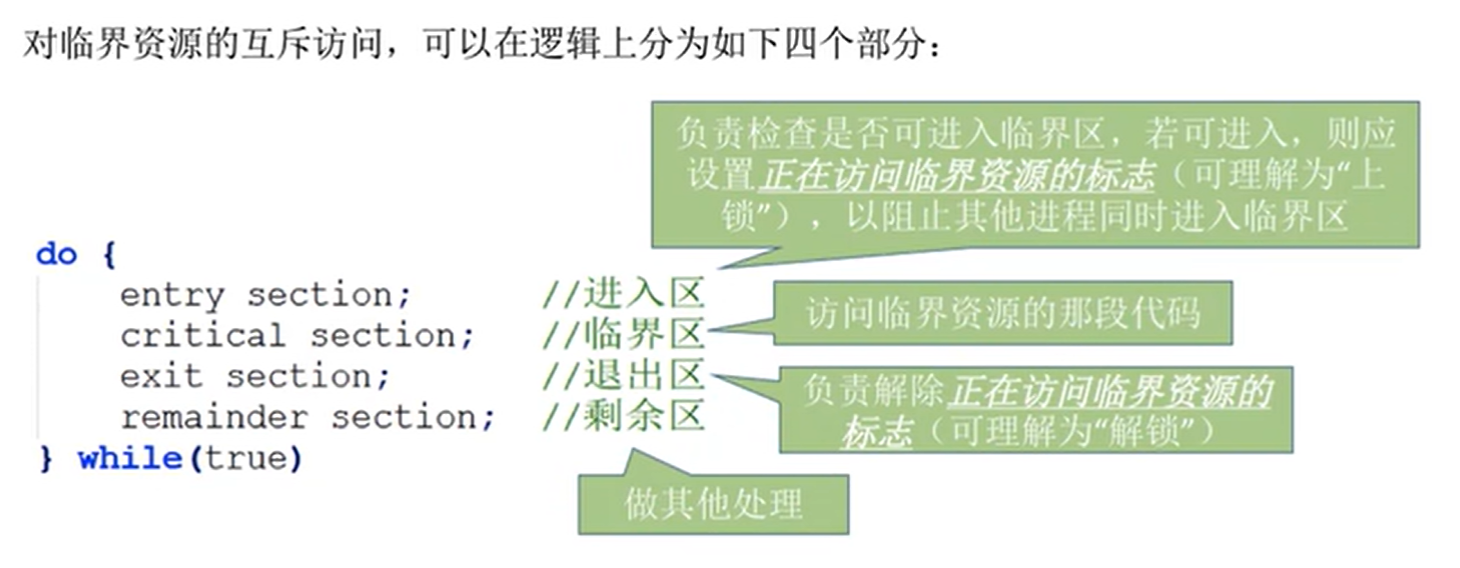 对临界资源的互斥访问，可以在逻辑上分为如下四个部分：
负责检查是否可进入临界区，若可进入，则应
设置正在访问临界资源的标志（可理解为“上
锁”），以阻止其他进程同时进入临界区
do {
entry section; //进入区
critical section; //临界区
exit section; //退出区
remainder section; //剩余区
} while(true)
访问临界资源的那段代码
负责解除正在访问临界资源的
标志（可理解为“解锁”）
做其他处理